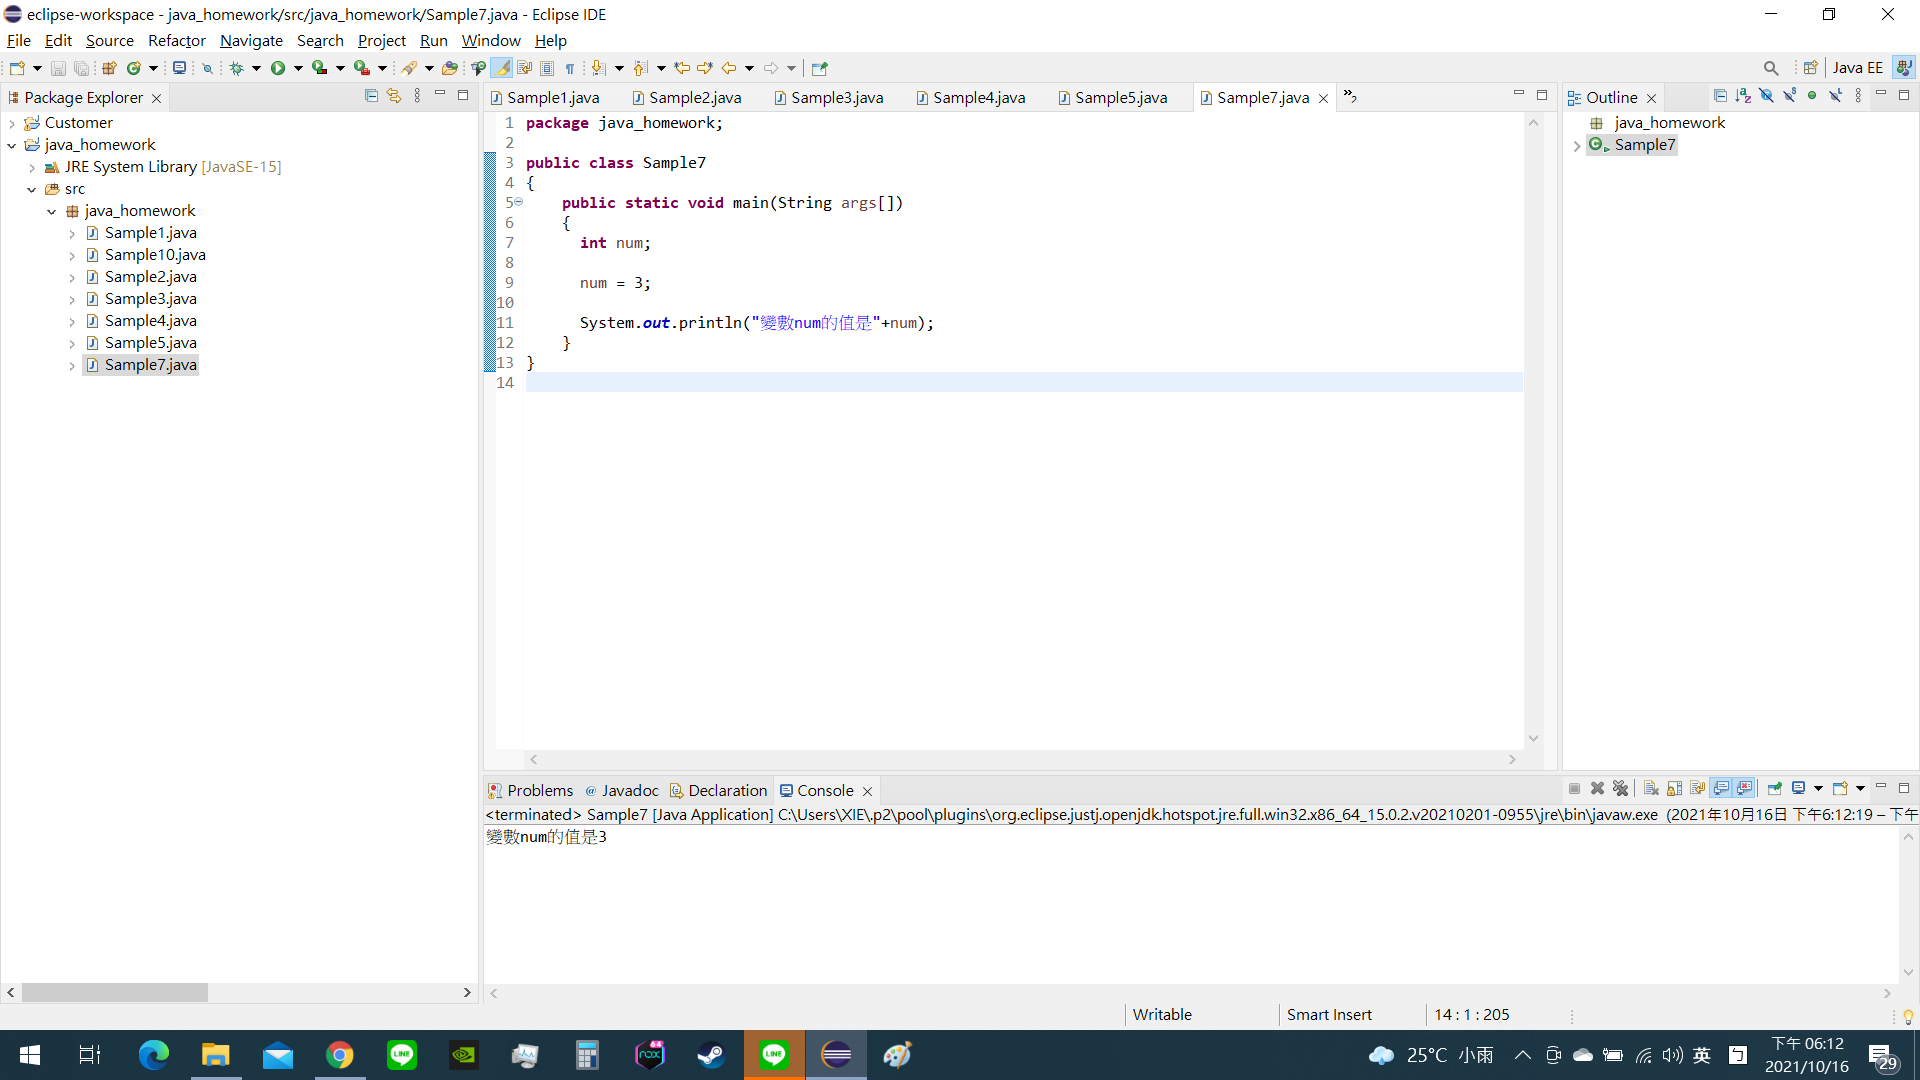 eclipse-workspace - java_homework/src/java_homework/Sample7.java - Eclipse IDE
File Edit Source Refactor Navigate Search Project Run Window Help
Java EE
Package Explorer
Customer
java_homework
JRE System Library [JavaSE-15]
src
java_homework
Sample1.java
Sample10.java
Sample2.java
Sample3.java
Sample4.java
Sample5.java
Sample7.java
Sample1.java Sample2.java Sample3.java Sample4.java Sample5.java Sample7.java »2
1 package java_homework;
2
3 public class Sample7
4 {
5 public static void main(String args[])
6 {
7 int num;
8
9 num = 3;
10
11 System.out.println("變數num的值是"+num);
12 }
13 }
14
Outline
java_homework
Sample7
Problems @ Javadoc Declaration Console
<terminated> Sample7 [Java Application] C:\Users\XIE\.p2\pool\plugins\org.eclipse.justj.openjdk.hotspot.jre.full.win32.x86_64_15.0.2.v20210201-0955\jre\bin\javaw.exe (2021年10月16日 下午6:12:19 – 下午
變數num的值是3
Writable Smart Insert 14 : 1 : 205
25°C 小雨 英 下午 06:12
2021/10/16
29